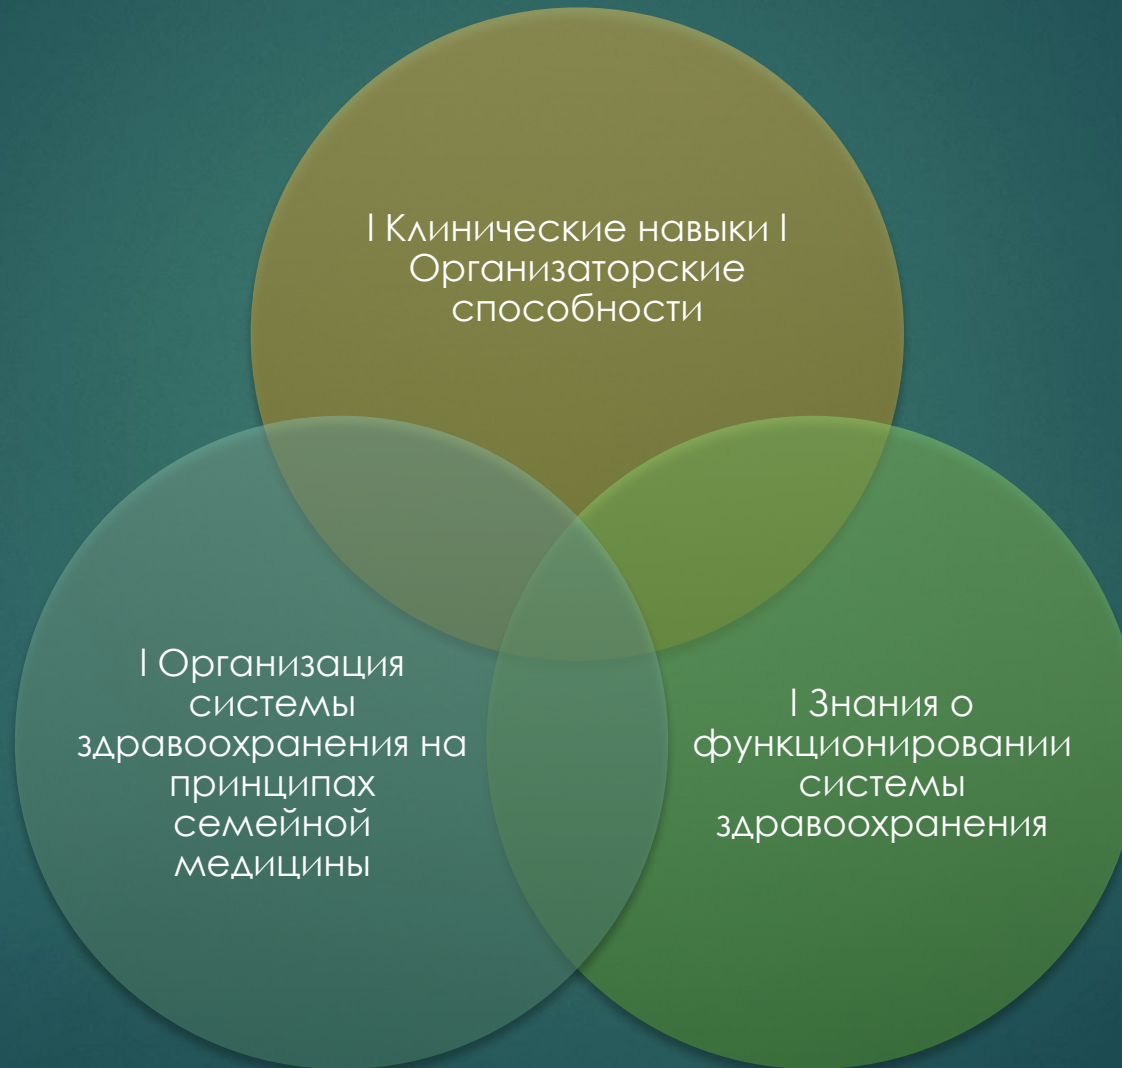 l Клинические навыки l
Организаторские
способности
l Организация
системы
здравоохранения на
принципах
семейной
медицины
l Знания о
функционировании
системы
здравоохранения